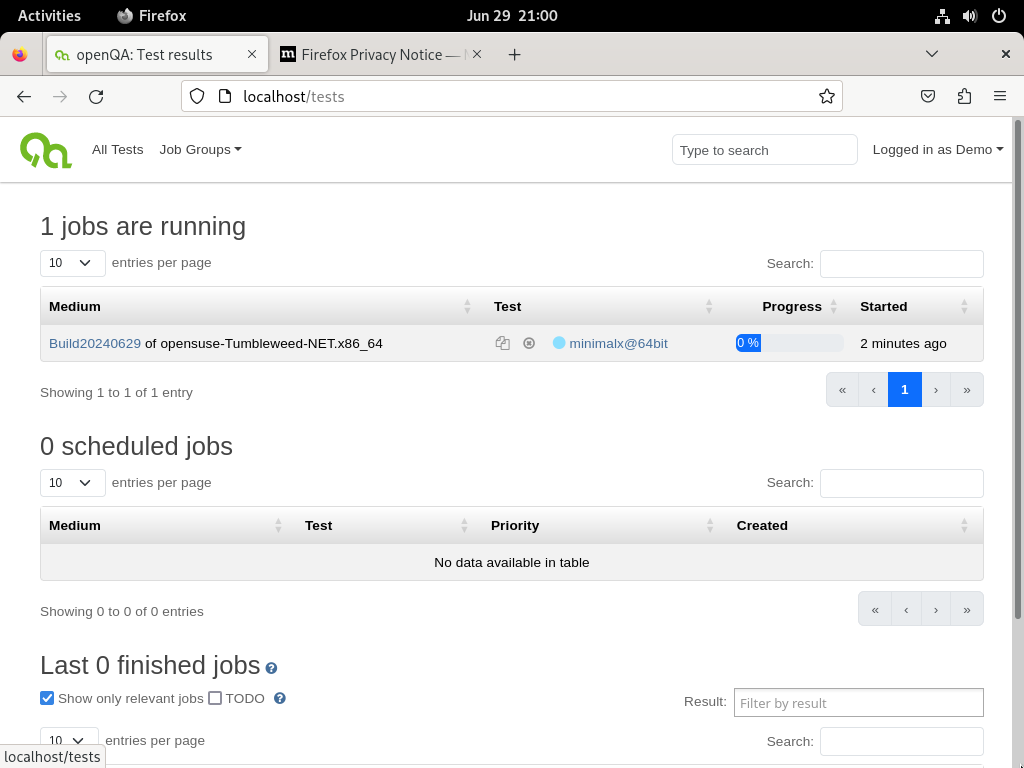 Activities Firefox Jun 29 21:00
openQA: Test results Firefox Privacy Notice —
localhost/tests
All Tests Job Groups Type to search Logged in as Demo
1 jobs are running
10 entries per page Search:
Medium Test Progress Started
Build20240629 of opensuse-Tumbleweed-NET.x86_64 minimalx@64bit 0 % 2 minutes ago
Showing 1 to 1 of 1 entry « ‹ 1 › »
0 scheduled jobs
10 entries per page Search:
Medium Test Priority Created
No data available in table
Showing 0 to 0 of 0 entries « ‹ › »
Last 0 finished jobs ?
Show only relevant jobs TODO ? Result: Filter by result
10 entries per page Search:
localhost/tests